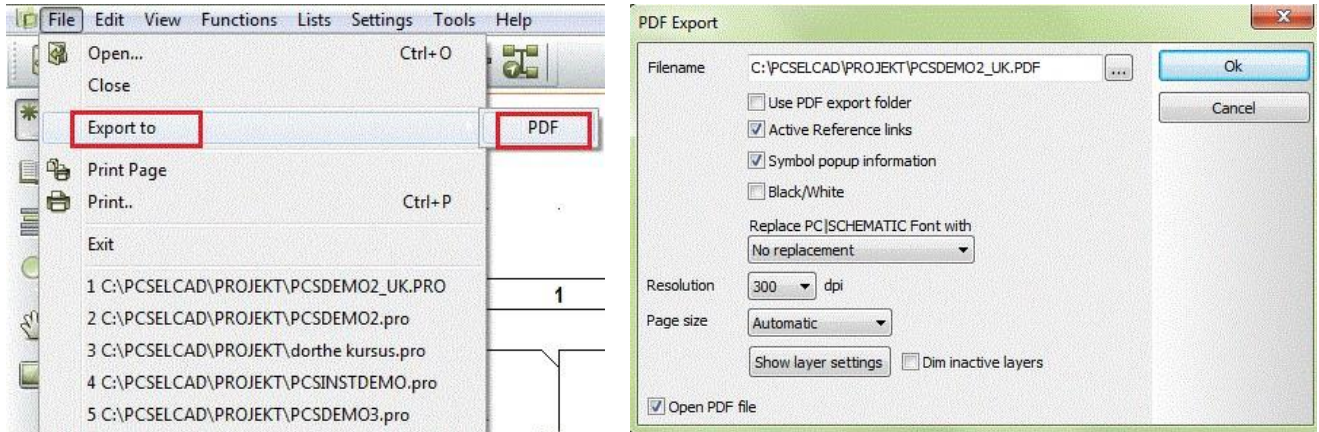 File Edit View Functions Lists Settings Tools Help
Open... Ctrl+O
Close
Export to PDF
Print Page
Print.. Ctrl+P
Exit
1 C:\PCSELCAD\PROJEKT\PCSDEMO2_UK.PRO
2 C:\PCSELCAD\PROJEKT\PCSDEMO2.pro
3 C:\PCSELCAD\PROJEKT\dorthe kursus.pro
4 C:\PCSELCAD\PROJEKT\PCSINSTDEMO.pro
5 C:\PCSELCAD\PROJEKT\PCSDEMO3.pro
1
PDF Export
Filename C:\PCSELCAD\PROJEKT\PCSDEMO2_UK.PDF ...
Ok
Use PDF export folder
Cancel
Active Reference links
Symbol popup information
Black/White
Replace PC|SCHEMATIC Font with
No replacement
Resolution 300 dpi
Page size Automatic
Show layer settings Dim inactive layers
Open PDF file